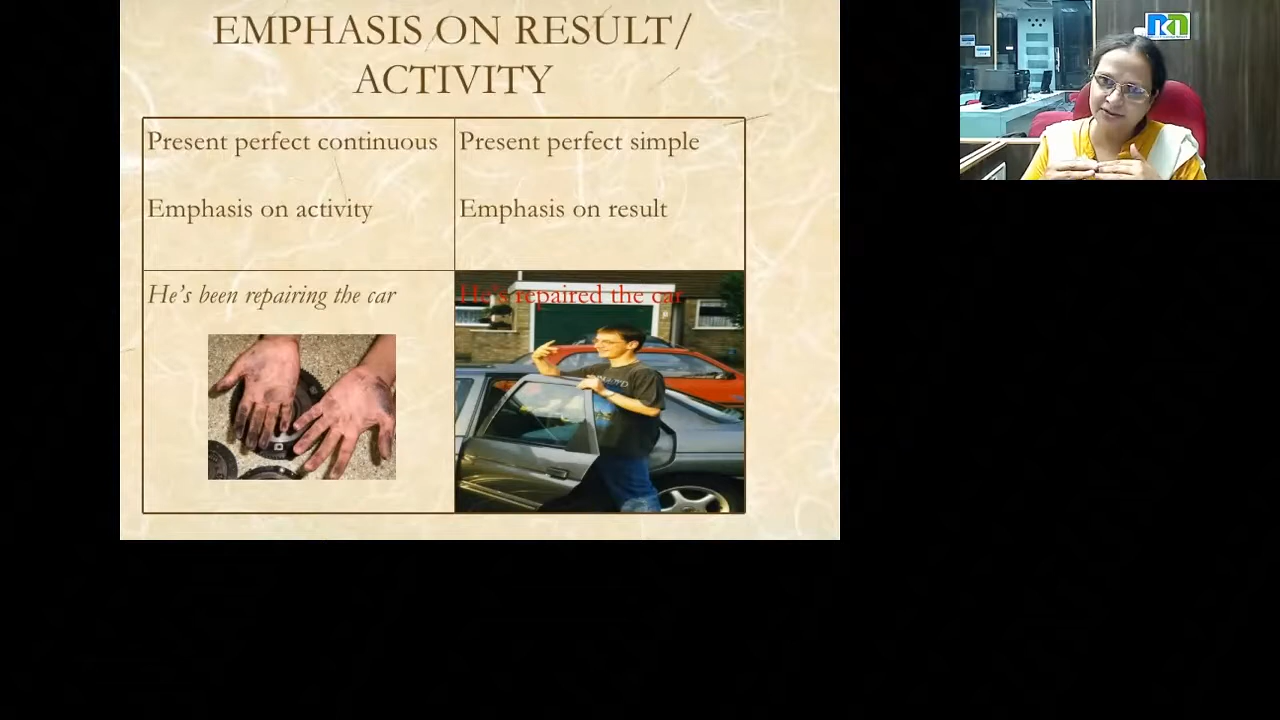 EMPHASIS ON RESULT/
ACTIVITY
Present perfect continuous
Emphasis on activity
Present perfect simple
Emphasis on result
He's been repairing the car
He's repaired the car